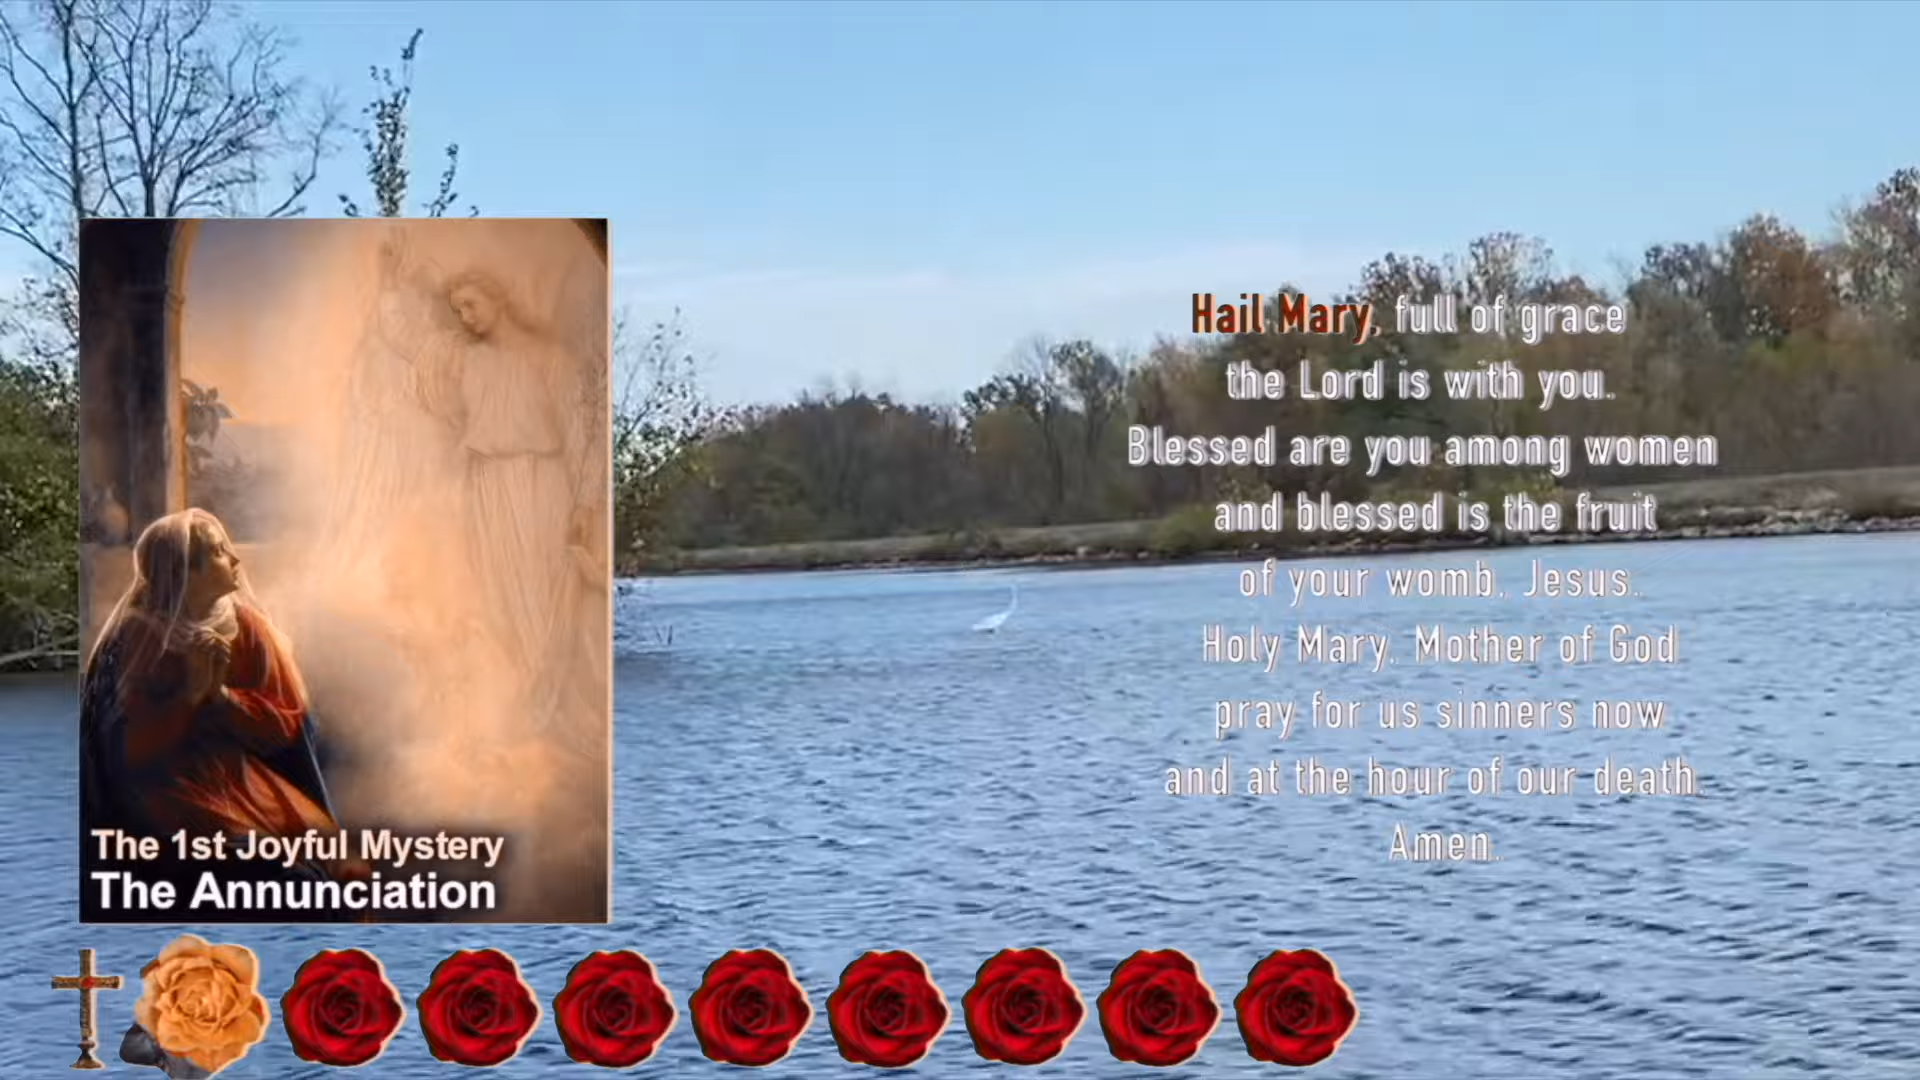 Hail Mary, full of grace
the Lord is with you.
Blessed are you among women
and blessed is the fruit
of your womb, Jesus.
Holy Mary, Mother of God
pray for us sinners now
and at the hour of our death.
Amen.
The 1st Joyful Mystery
The Annunciation